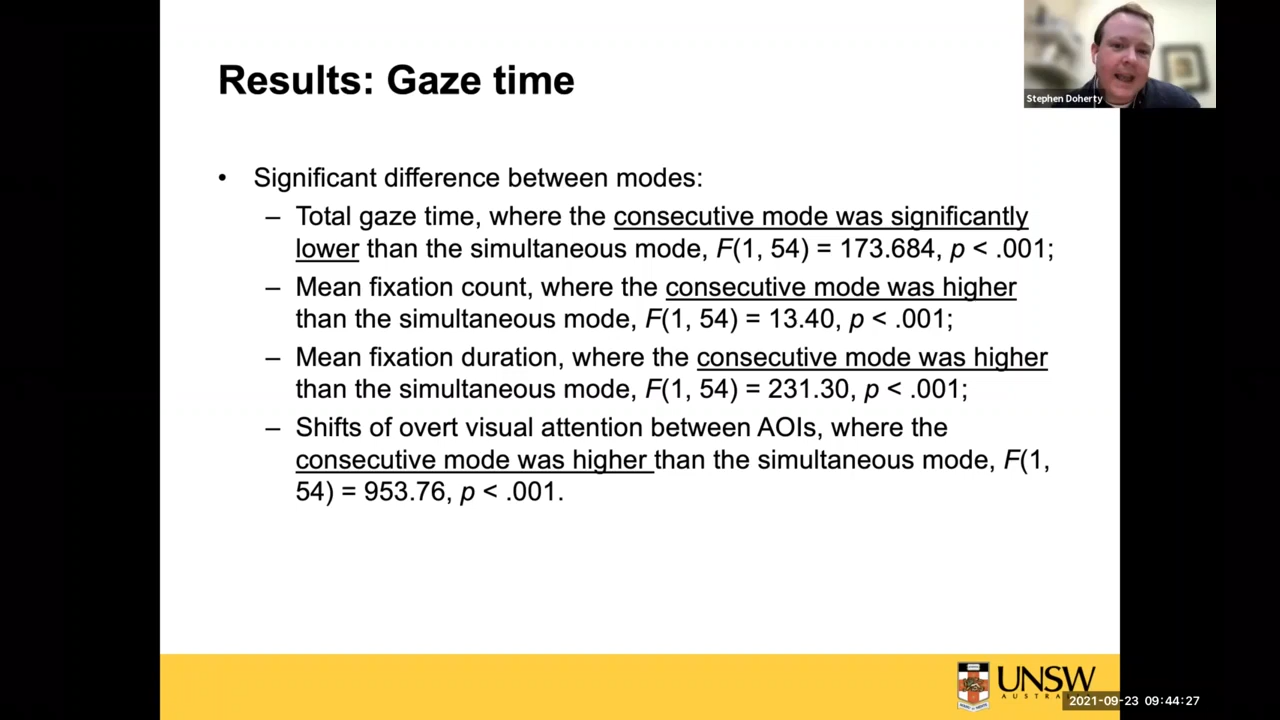 Results: Gaze time
Stephen Doherty
• Significant difference between modes:
– Total gaze time, where the consecutive mode was significantly
lower than the simultaneous mode, F(1, 54) = 173.684, p < .001;
– Mean fixation count, where the consecutive mode was higher
than the simultaneous mode, F(1, 54) = 13.40, p < .001;
– Mean fixation duration, where the consecutive mode was higher
than the simultaneous mode, F(1, 54) = 231.30, p < .001;
– Shifts of overt visual attention between AOIs, where the
consecutive mode was higher than the simultaneous mode, F(1,
54) = 953.76, p < .001.
UNSW
2021-09-23 09:44:27